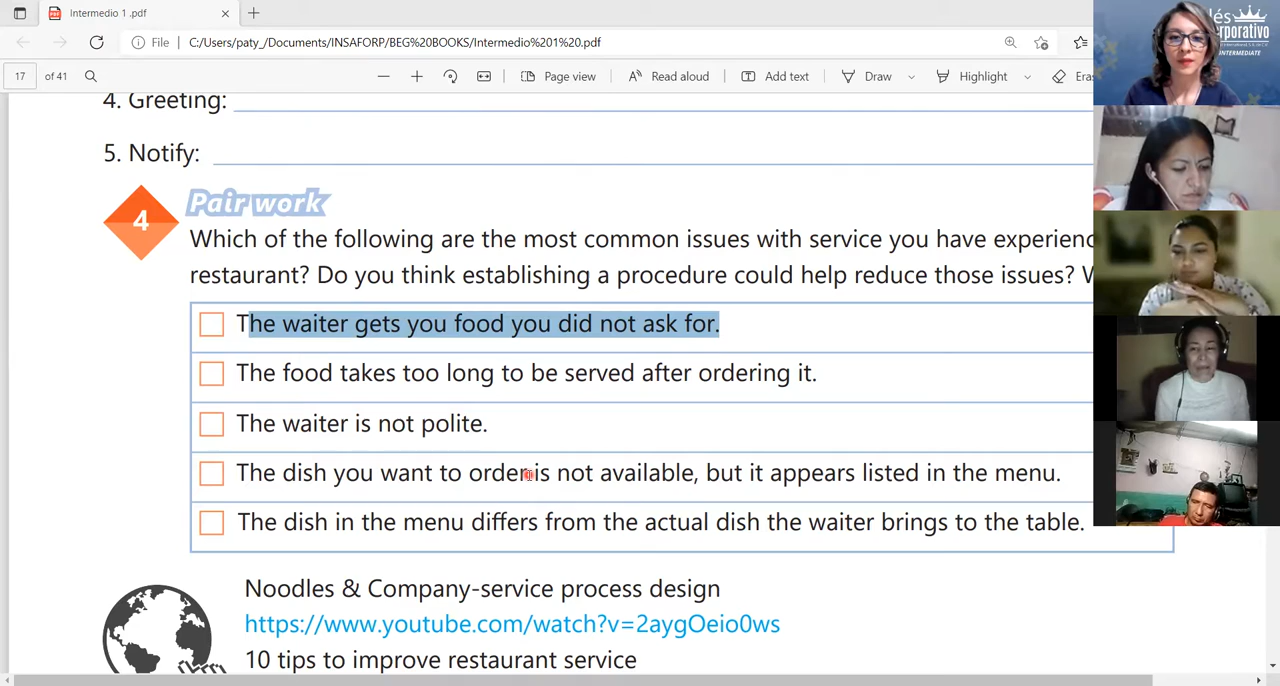 Intermedio 1 .pdf
File
C:/Users/paty_/Documents/INSAFORP/BEG%20BOOKS/Intermedio%201%20.pdf
17 of 41
Page view
Read aloud
Add text
Draw
Highlight
Eras
4. Greeting:
5. Notify:
4
Pair work
Which of the following are the most common issues with service you have experienc
restaurant? Do you think establishing a procedure could help reduce those issues? W
The waiter gets you food you did not ask for.
The food takes too long to be served after ordering it.
The waiter is not polite.
The dish you want to order is not available, but it appears listed in the menu.
The dish in the menu differs from the actual dish the waiter brings to the table.
Noodles & Company-service process design
https://www.youtube.com/watch?v=2aygOeio0ws
10 tips to improve restaurant service
lés
rporativo
INTERMEDIATE